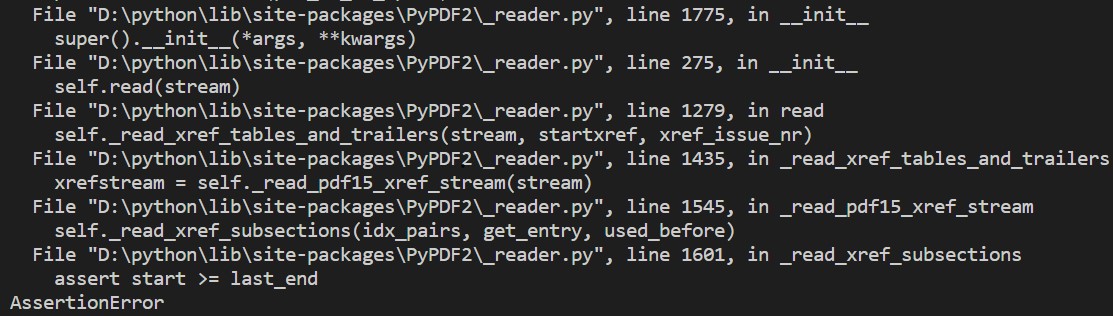 File "D:\python\lib\site-packages\PyPDF2\_reader.py", line 1775, in __init__
super().__init__(*args, **kwargs)
File "D:\python\lib\site-packages\PyPDF2\_reader.py", line 275, in __init__
self.read(stream)
File "D:\python\lib\site-packages\PyPDF2\_reader.py", line 1279, in read
self._read_xref_tables_and_trailers(stream, startxref, xref_issue_nr)
File "D:\python\lib\site-packages\PyPDF2\_reader.py", line 1435, in _read_xref_tables_and_trailers
xrefstream = self._read_pdf15_xref_stream(stream)
File "D:\python\lib\site-packages\PyPDF2\_reader.py", line 1545, in _read_pdf15_xref_stream
self._read_xref_subsections(idx_pairs, get_entry, used_before)
File "D:\python\lib\site-packages\PyPDF2\_reader.py", line 1601, in _read_xref_subsections
assert start >= last_end
AssertionError